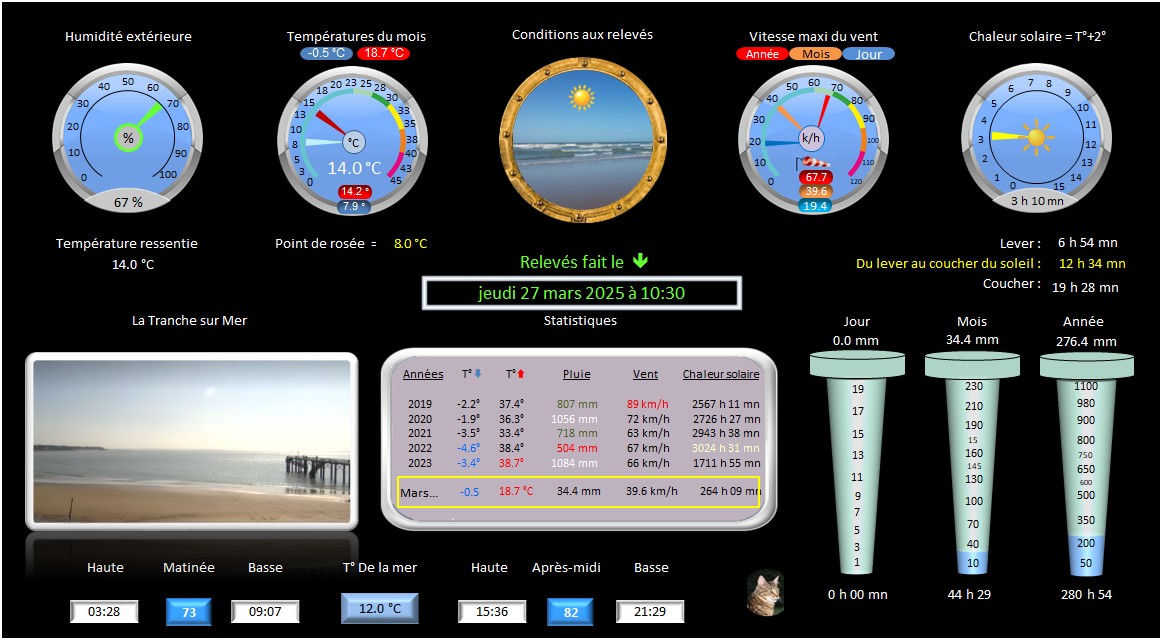 Humidité extérieure
0 10 20 30 40 50 60 70 80 90 100
%
67 %
Températures du mois
-0.5 °C 18.7 °C
0 3 5 8 10 13 15 18 20 23 25 28 30 33 35 38 40 43 45
°C
14.0 °C
14.2 °
7.9 °
Conditions aux relevés
Vitesse maxi du vent
Année Mois Jour
0 10 20 30 40 50 60 70 80 90 100 110 120
k/h
67.7
39.6
19.4
Chaleur solaire = T°+2°
0 1 2 3 4 5 6 7 8 9 10 11 12 13 14 15
3 h 10 mn
Température ressentie
14.0 °C
Point de rosée = 8.0 °C
Relevés fait le
jeudi 27 mars 2025 à 10:30
Lever : 6 h 54 mn
Du lever au coucher du soleil : 12 h 34 mn
Coucher : 19 h 28 mn
La Tranche sur Mer
Statistiques
Années T° T° Pluie Vent Chaleur solaire
2019 -2.2° 37.4° 807 mm 89 km/h 2567 h 11 mn
2020 -1.9° 36.3° 1056 mm 72 km/h 2726 h 27 mn
2021 -3.5° 33.4° 718 mm 63 km/h 2943 h 38 mn
2022 -4.6° 38.4° 504 mm 67 km/h 3024 h 31 mn
2023 -3.4° 38.7° 1084 mm 66 km/h 1711 h 55 mn
Mars... -0.5 18.7 °C 34.4 mm 39.6 km/h 264 h 09 mn
Jour
0.0 mm
19
17
15
13
11
9
7
5
3
1
0 h 00 mn
Mois
34.4 mm
230
210
190
15
160
145
130
100
70
40
10
44 h 29
Année
276.4 mm
1100
980
900
800
750
650
600
500
350
200
50
280 h 54
Haute Matinée Basse
03:28 73 09:07
T° De la mer
12.0 °C
Haute Après-midi Basse
15:36 82 21:29